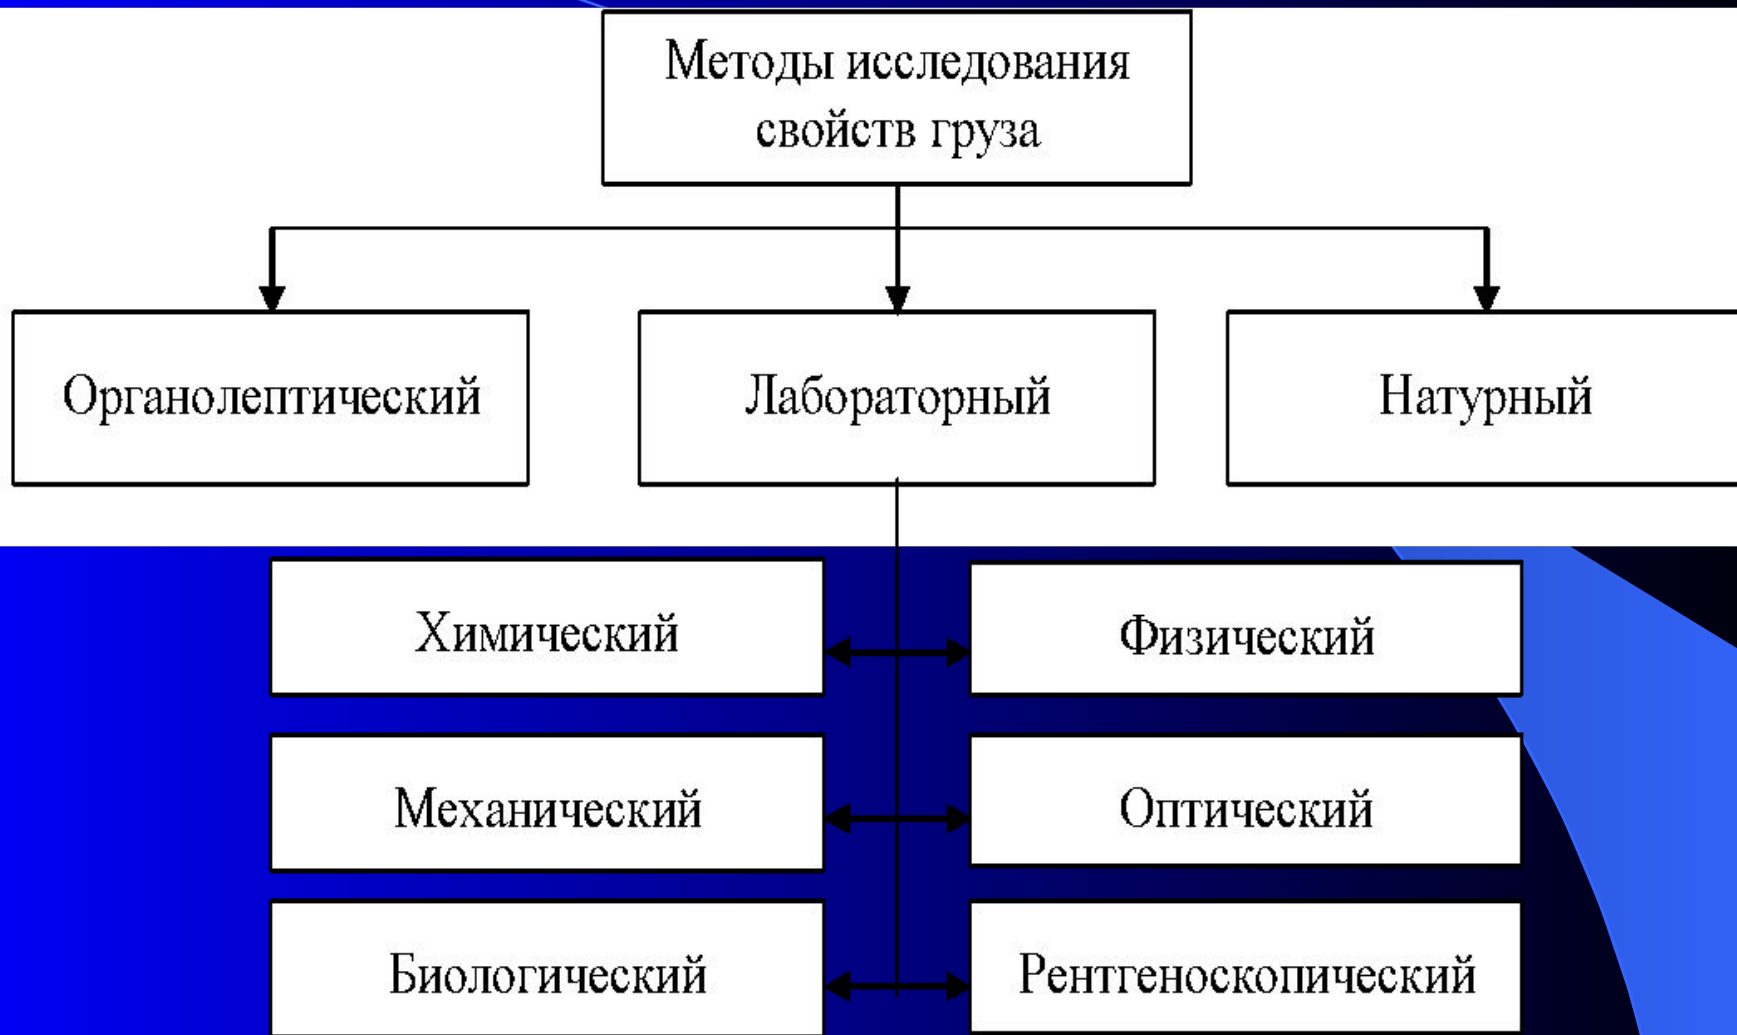 Методы исследования
свойств груза
Органолептический
Лабораторный
Натурный
Химический
Физический
Механический
Оптический
Биологический
Рентгеноскопический